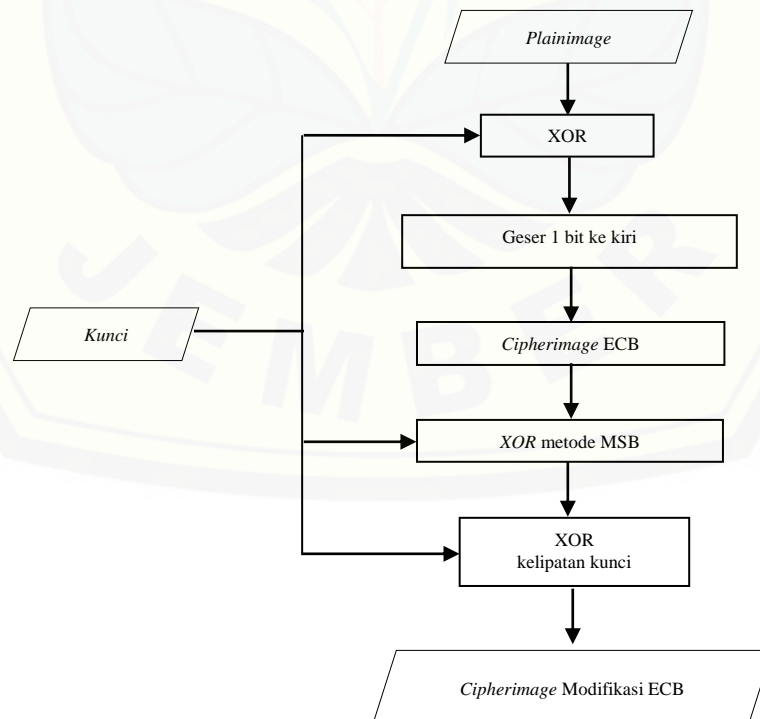 Plainimage
XOR
Geser 1 bit ke kiri
Kunci
Cipherimage ECB
XOR metode MSB
XOR
kelipatan kunci
Cipherimage Modifikasi ECB
JEMBER